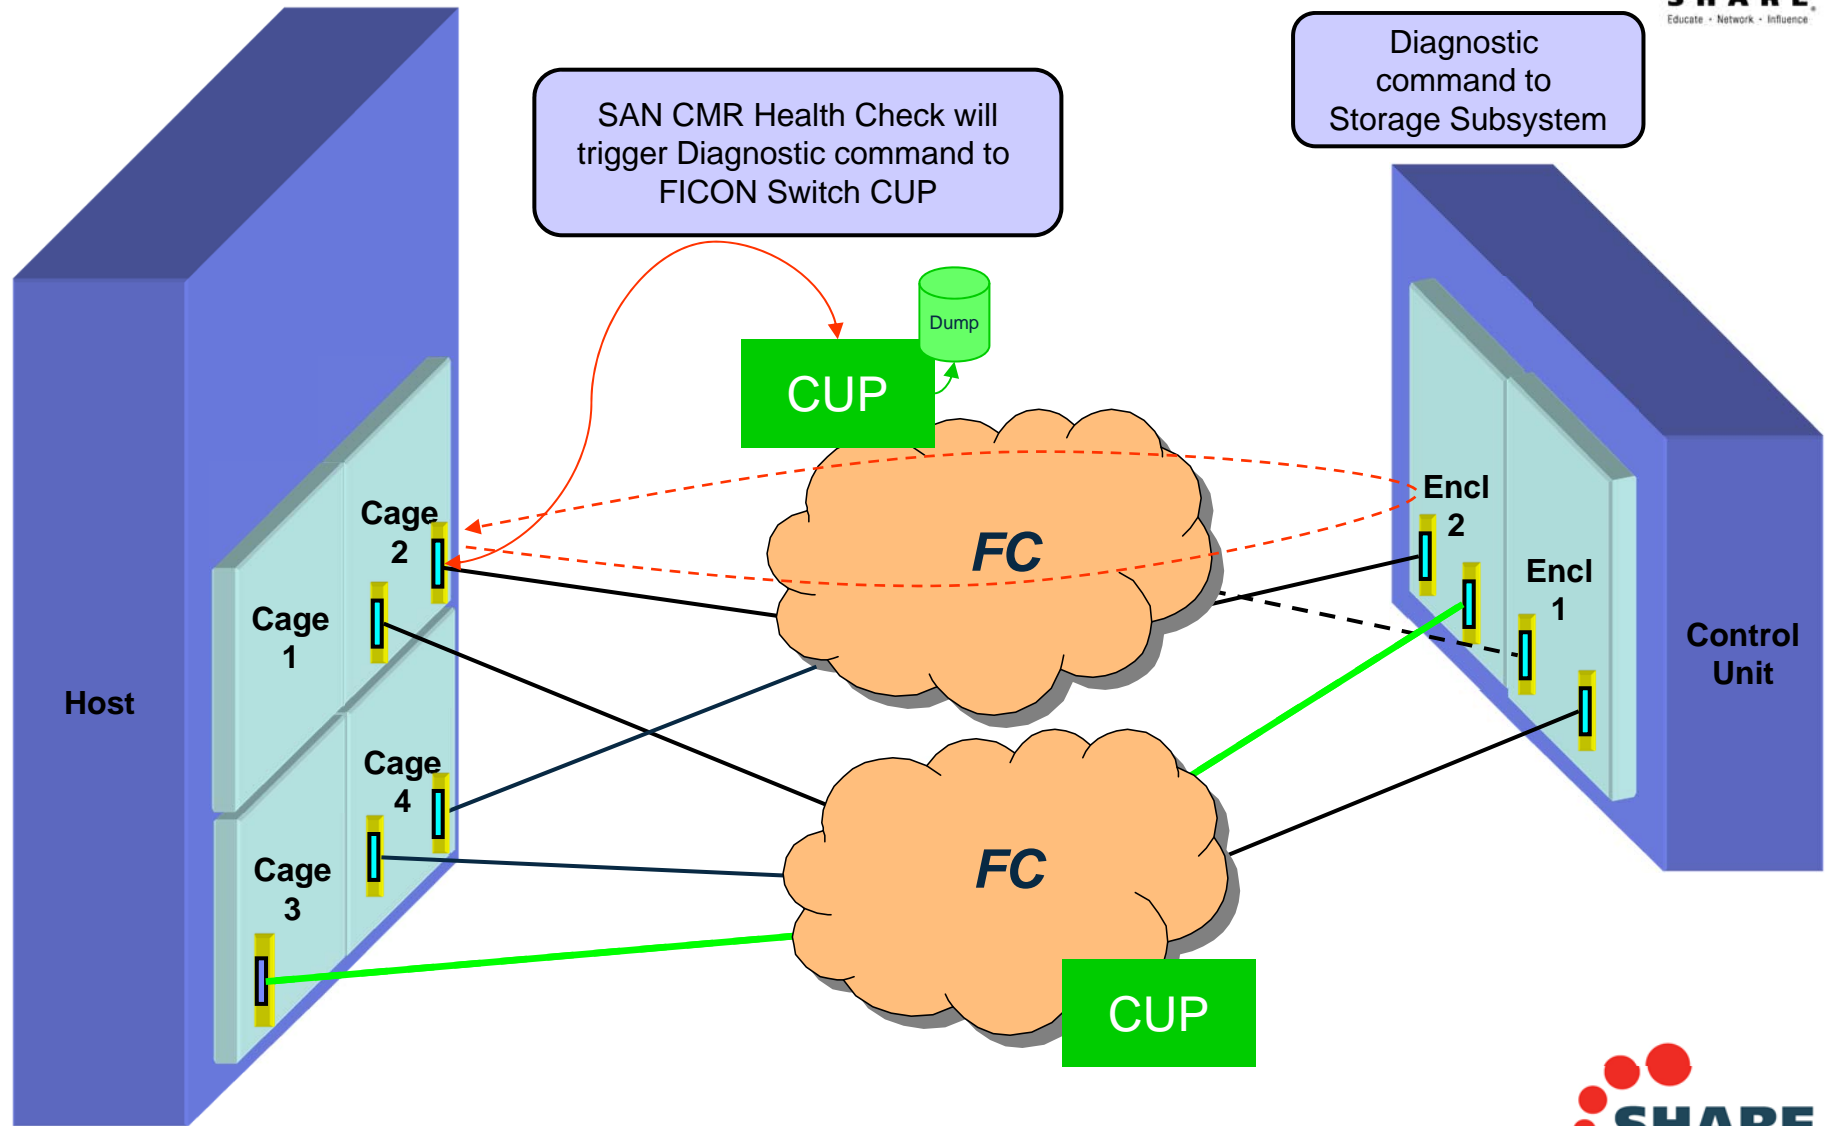 SHARE
Educate · Network · Influence
Diagnostic
command to
Storage Subsystem
SAN CMR Health Check will
trigger Diagnostic command to
FICON Switch CUP
Dump
CUP
Cage
2
FC
Encl
2
Encl
1
Cage
1
Control
Unit
Host
Cage
4
Cage
3
FC
CUP
SHARE